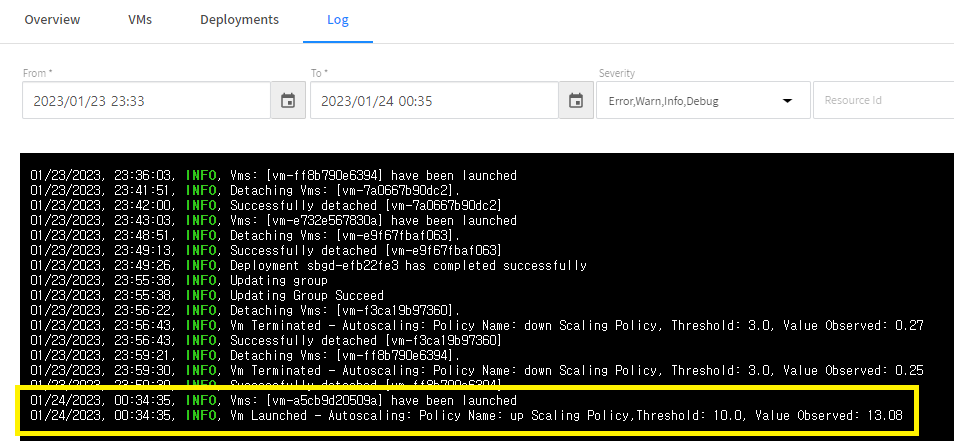 Overview VMs Deployments Log
From * To * Severity
2023/01/23 23:33 2023/01/24 00:35 Error,Warn,Info,Debug Resource Id
01/23/2023, 23:36:03, INFO, Vms: [vm-ff8b790e6394] have been launched
01/23/2023, 23:41:51, INFO, Detaching Vms: [vm-7a0667b90dc2].
01/23/2023, 23:42:00, INFO, Successfully detached [vm-7a0667b90dc2]
01/23/2023, 23:43:03, INFO, Vms: [vm-e732e567830a] have been launched
01/23/2023, 23:48:51, INFO, Detaching Vms: [vm-e9f67fbaf063].
01/23/2023, 23:49:13, INFO, Successfully detached [vm-e9f67fbaf063]
01/23/2023, 23:49:26, INFO, Deployment sbgd-efb22fe3 has completed successfully
01/23/2023, 23:55:38, INFO, Updating group
01/23/2023, 23:55:38, INFO, Updating Group Succeed
01/23/2023, 23:56:22, INFO, Detaching Vms: [vm-f3ca19b97360].
01/23/2023, 23:56:43, INFO, Vm Terminated - Autoscaling: Policy Name: down Scaling Policy, Threshold: 3.0, Value Observed: 0.27
01/23/2023, 23:56:43, INFO, Successfully detached [vm-f3ca19b97360]
01/23/2023, 23:59:21, INFO, Detaching Vms: [vm-ff8b790e6394].
01/23/2023, 23:59:30, INFO, Vm Terminated - Autoscaling: Policy Name: down Scaling Policy, Threshold: 3.0, Value Observed: 0.25
01/23/2023, 23:59:30, INFO, Successfully detached [vm-ff8b790e6394]
01/24/2023, 00:34:35, INFO, Vms: [vm-a5cb9d20509a] have been launched
01/24/2023, 00:34:35, INFO, Vm Launched - Autoscaling: Policy Name: up Scaling Policy,Threshold: 10.0, Value Observed: 13.08